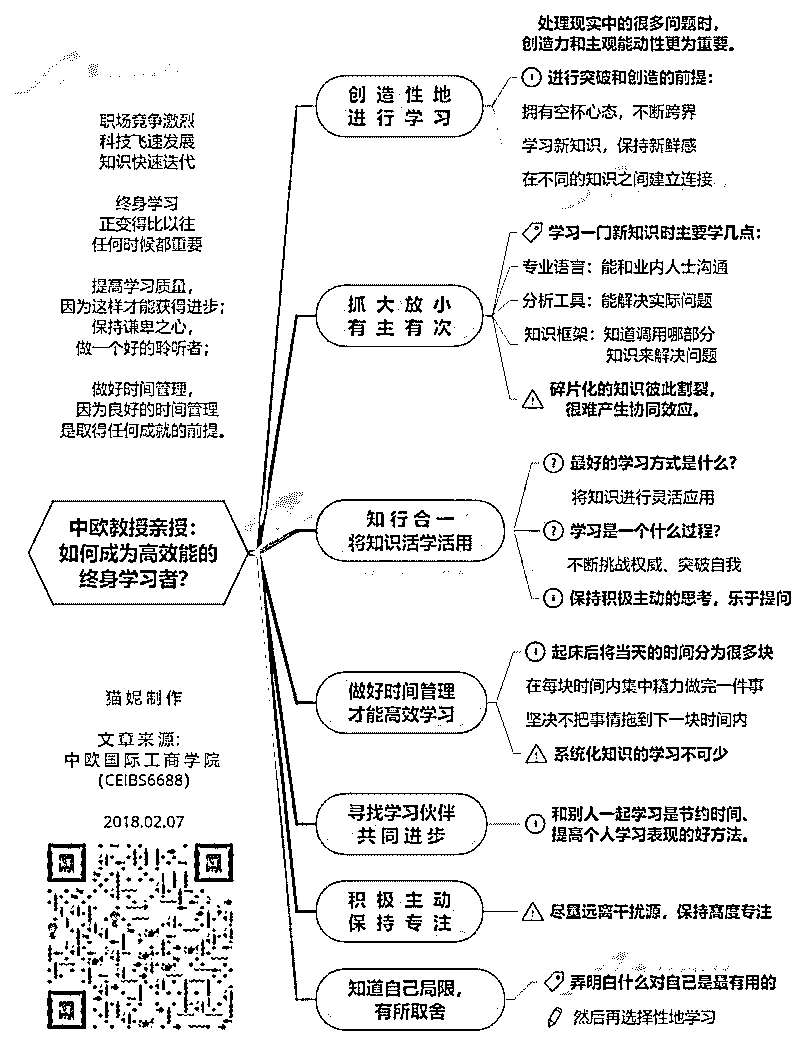 职场竞争激烈
科技飞速发展
知识快速迭代
终身学习
正变得比以往
任何时候都重要
提高学习质量，
因为这样才能获得进步；
保持谦卑之心，
做一个好的聆听者；
做好时间管理，
因为良好的时间管理
是取得任何成就的前提。
中欧教授亲授：
如何成为高效能的
终身学习者？
猫妮制作
文章来源：
中欧国际工商学院
(CEIBS6688)
2018.02.07
创造性地
进行学习
处理现实中的很多问题时，
创造力和主观能动性更为重要。
进行突破和创造的前提：
拥有空杯心态，不断跨界
学习新知识，保持新鲜感
在不同的知识之间建立连接
抓大放小
有主有次
学习一门新知识时主要学几点：
专业语言：能和业内人士沟通
分析工具：能解决实际问题
知识框架：知道调用哪部分
知识来解决问题
碎片化的知识彼此割裂，
很难产生协同效应。
知行合一
将知识活学活用
最好的学习方式是什么？
将知识进行灵活应用
学习是一个什么过程？
不断挑战权威、突破自我
保持积极主动的思考，乐于提问
做好时间管理
才能高效学习
起床后将当天的时间分为很多块
在每块时间内集中精力做完一件事
坚决不把事情拖到下一块时间内
系统化知识的学习不可少
寻找学习伙伴
共同进步
和别人一起学习是节约时间、
提高个人学习表现的好方法。
积极主动
保持专注
尽量远离干扰源，保持高度专注
知道自己局限，
有所取舍
弄明白什么对自己是最有用的
然后再选择性地学习